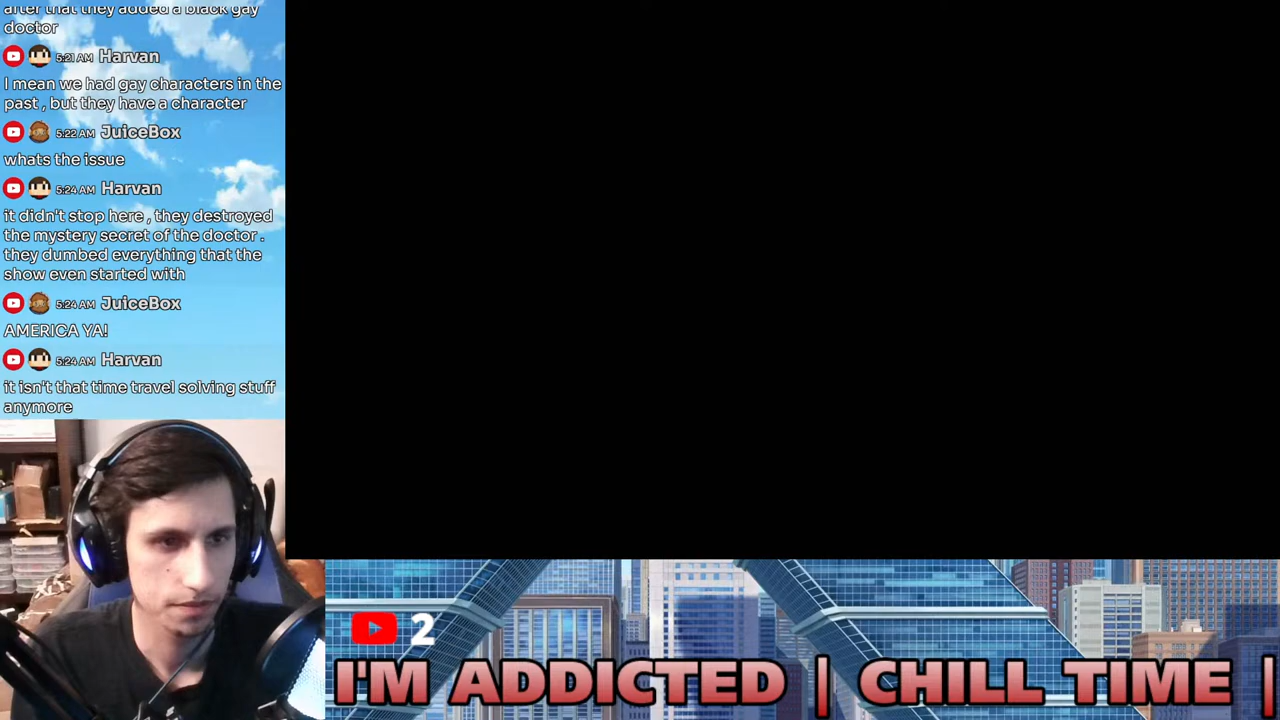 after that they added a black gay
doctor
5:21 AM Harvan
I mean we had gay characters in the
past , but they have a character
5:22 AM JuiceBox
whats the issue
5:24 AM Harvan
it didn't stop here , they destroyed
the mystery secret of the doctor .
they dumbed everything that the
show even started with
5:24 AM JuiceBox
AMERICA YA!
5:24 AM Harvan
it isn't that time travel solving stuff
anymore
2
I'M ADDICTED | CHILL TIME |